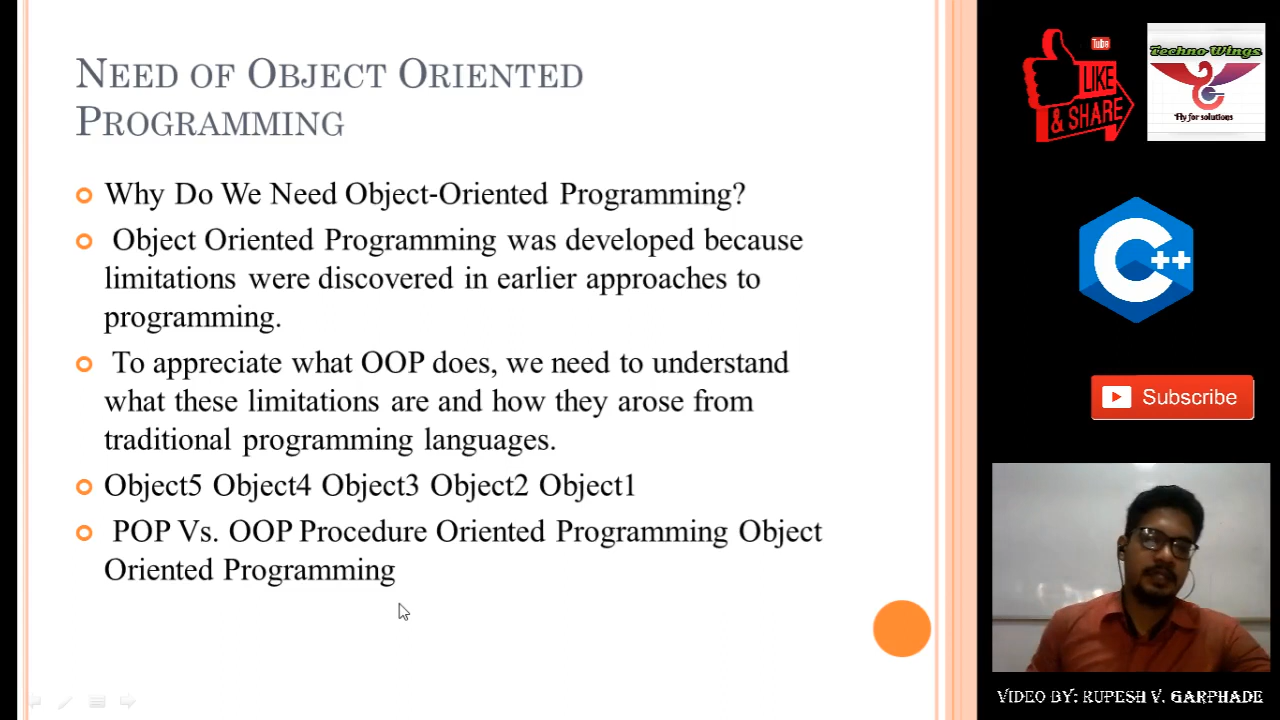 NEED OF OBJECT ORIENTED
PROGRAMMING
Why Do We Need Object-Oriented Programming?
Object Oriented Programming was developed because
limitations were discovered in earlier approaches to
programming.
To appreciate what OOP does, we need to understand
what these limitations are and how they arose from
traditional programming languages.
Object5 Object4 Object3 Object2 Object1
POP Vs. OOP Procedure Oriented Programming Object
Oriented Programming
Tube
LIKE
& SHARE
Techno Wings
Fly for solutions
C++
Subscribe
VIDEO BY: RUPESH V. GARPHADE